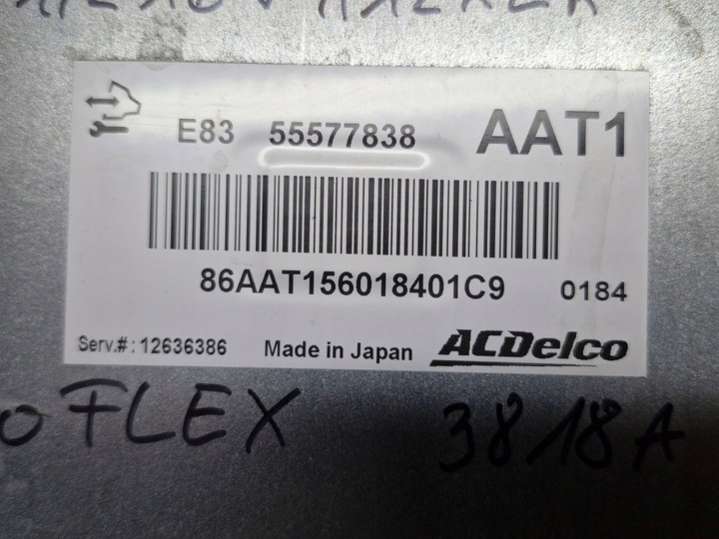 E83 55577838 AAT1
86AAT156018401C9 0184
Serv.#: 12636386 Made in Japan ACDelco
FLEX 3818A